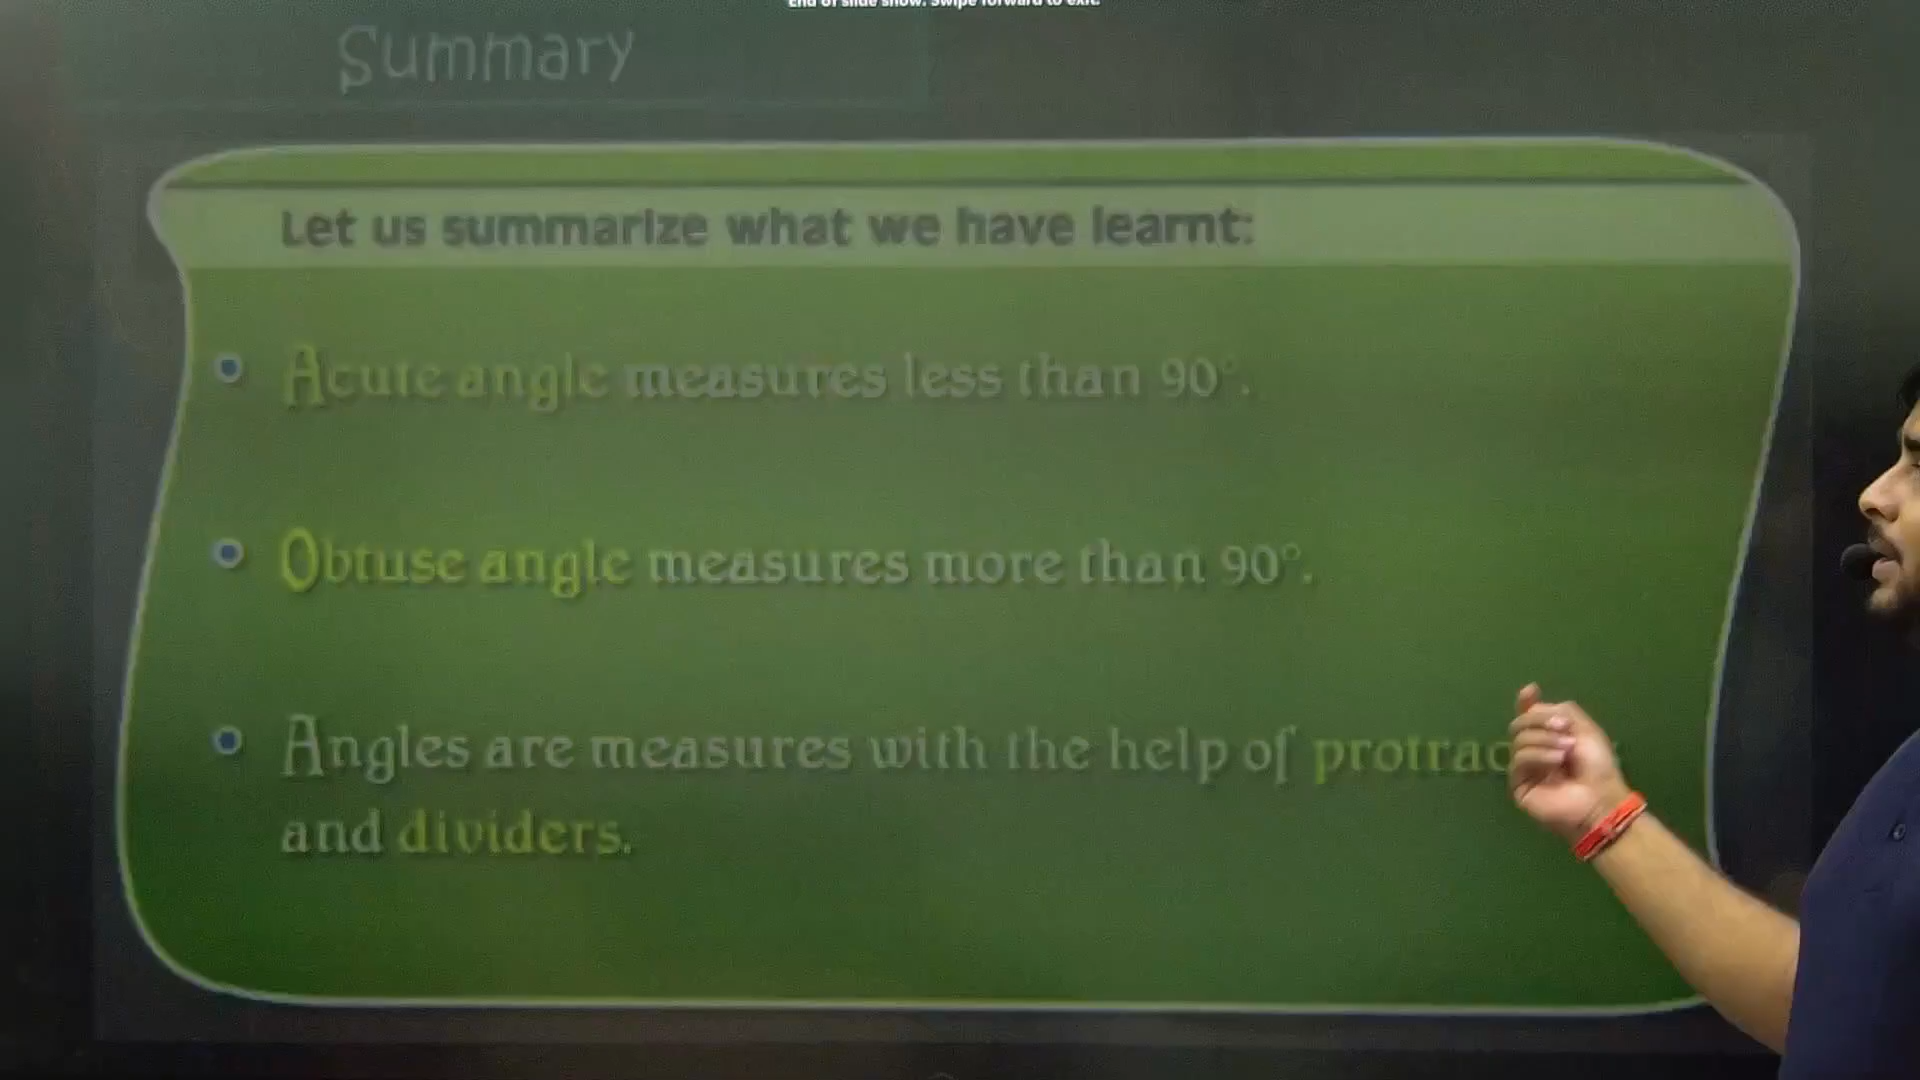 End of slide show. Swipe forward to exit.
Summary
Let us summarize what we have learnt:
Acute angle measures less than 90°.
Obtuse angle measures more than 90°.
Angles are measures with the help of
and dividers.